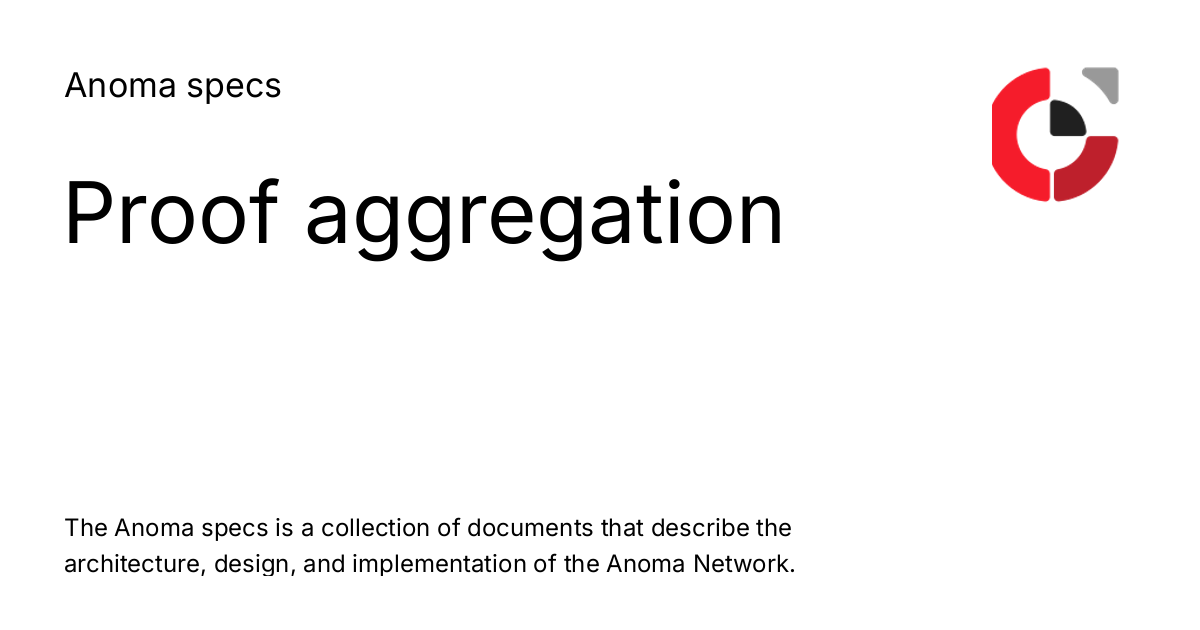 Anoma specs
Proof aggregation
The Anoma specs is a collection of documents that describe the
architecture, design, and implementation of the Anoma Network.